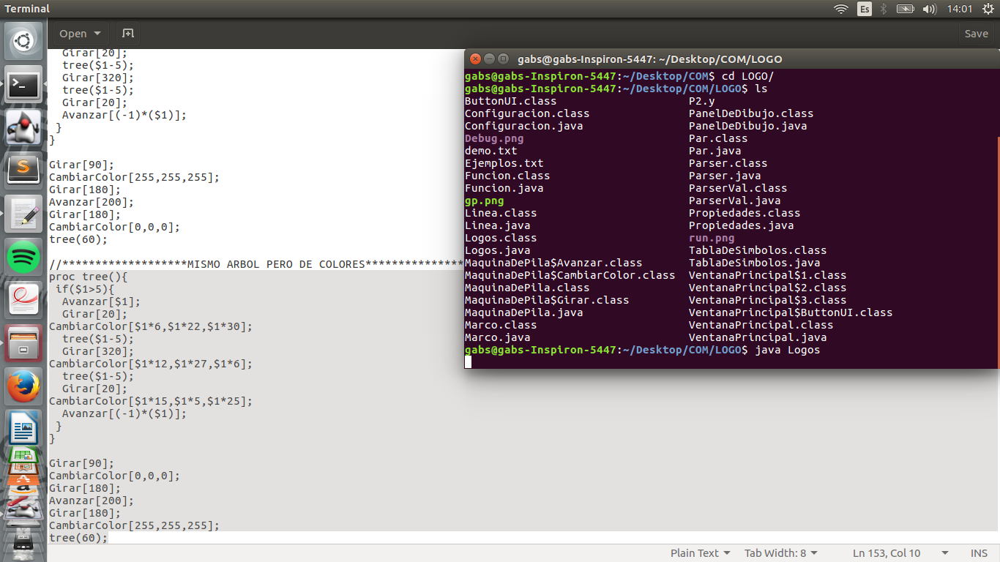 Terminal
Es
14:01
Open
Save
Girar[20];
tree($1-5);
Girar[320];
tree($1-5);
Girar[20];
Avanzar[(-1)*($1)];
}
}
Girar[90];
CambiarColor[255,255,255];
Girar[180];
Avanzar[200];
Girar[180];
CambiarColor[0,0,0];
tree(60);
//*******************MISMO ARBOL PERO DE COLORES***************
proc tree(){
if($1>5){
Avanzar[$1];
Girar[20];
CambiarColor[$1*6,$1*22,$1*30];
tree($1-5);
Girar[320];
CambiarColor[$1*12,$1*27,$1*6];
tree($1-5);
Girar[20];
CambiarColor[$1*15,$1*5,$1*25];
Avanzar[(-1)*($1)];
}
}
Girar[90];
CambiarColor[0,0,0];
Girar[180];
Avanzar[200];
Girar[180];
CambiarColor[255,255,255];
tree(60);
gabs@gabs-Inspiron-5447: ~/Desktop/COM/LOGO
gabs@gabs-Inspiron-5447:~/Desktop/COM$ cd LOGO/
gabs@gabs-Inspiron-5447:~/Desktop/COM/LOGO$ ls
ButtonUI.class P2.y
Configuracion.class PanelDeDibujo.class
Configuracion.java PanelDeDibujo.java
Debug.png Par.class
demo.txt Par.java
Ejemplos.txt Parser.class
Funcion.class Parser.java
Funcion.java ParserVal.class
gp.png ParserVal.java
Linea.class Propiedades.class
Linea.java Propiedades.java
Logos.class run.png
Logos.java TablaDeSimbolos.class
MaquinaDePila$Avanzar.class TablaDeSimbolos.java
MaquinaDePila$CambiarColor.class VentanaPrincipal$1.class
MaquinaDePila.class VentanaPrincipal$2.class
MaquinaDePila$Girar.class VentanaPrincipal$3.class
MaquinaDePila.java VentanaPrincipal$ButtonUI.class
Marco.class VentanaPrincipal.class
Marco.java VentanaPrincipal.java
gabs@gabs-Inspiron-5447:~/Desktop/COM/LOGO$ java Logos
Plain Text
Tab Width: 8
Ln 153, Col 10
INS